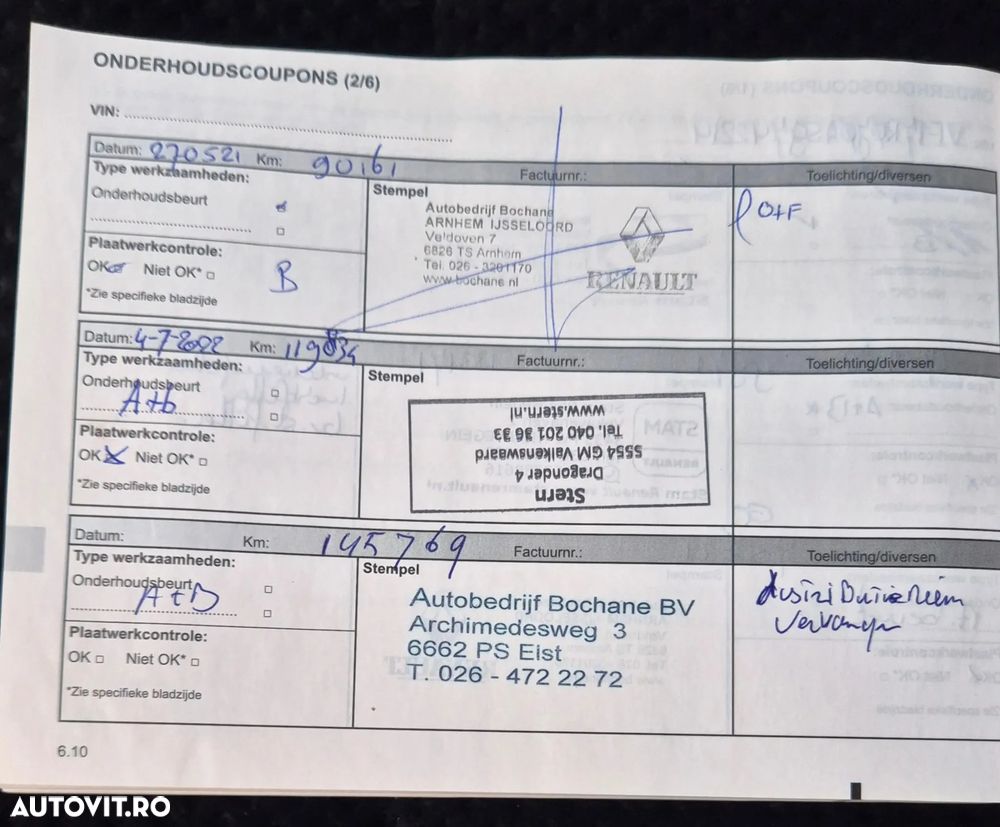 ONDERHOUDSCOUPONS (2/6)
VIN:
Datum: 270521 Km: 90161 Factuurnr.: Toelichting/diversen
Type werkzaamheden:
Onderhoudsbeurt
Plaatwerkcontrole:
OK Niet OK*
*Zie specifieke bladzijde
B
Stempel
Autobedrijf Bochane
ARNHEM IJSSELOORD
Veldoven 7
6826 TS Arnhem
Tel. 026 - 3201170
www.bochane.nl
RENAULT
Datum: 4-7-2022 Km: 119834 Factuurnr.: Toelichting/diversen
Type werkzaamheden:
Onderhoudsbeurt
A+b
Plaatwerkcontrole:
OK Niet OK*
*Zie specifieke bladzijde
Stempel
Stern
Dragonder 4
5554 GM Valkenswaard
Tel. 040 201 36 33
www.stern.nl
Datum: Km: 145769 Factuurnr.: Toelichting/diversen
Type werkzaamheden:
Onderhoudsbeurt
A+B
Plaatwerkcontrole:
OK Niet OK*
*Zie specifieke bladzijde
Stempel
Autobedrijf Bochane BV
Archimedesweg 3
6662 PS Elst
T. 026 - 472 22 72
6.10
AUTOVIT.RO